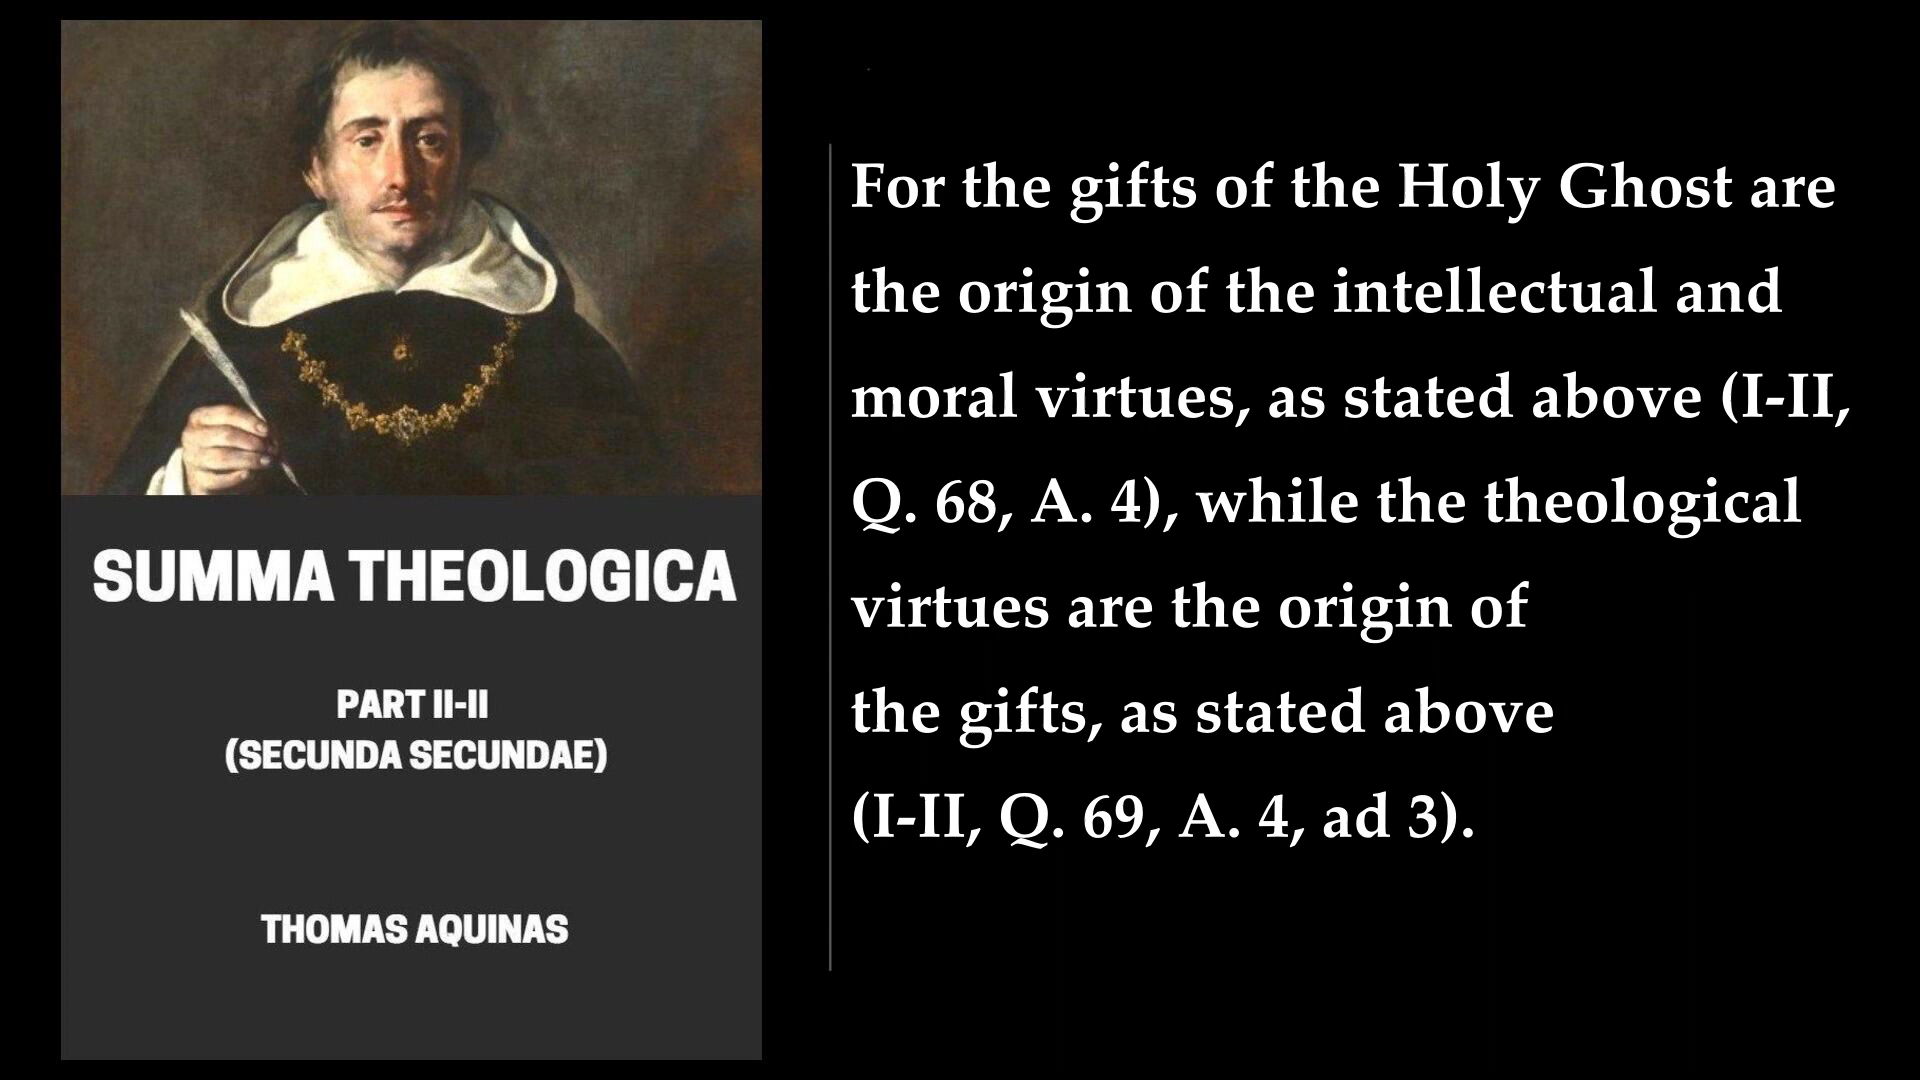 SUMMA THEOLOGICA
PART II-II
(SECUNDA SECUNDAE)
THOMAS AQUINAS
For the gifts of the Holy Ghost are
the origin of the intellectual and
moral virtues, as stated above (I-II,
Q. 68, A. 4), while the theological
virtues are the origin of
the gifts, as stated above
(I-II, Q. 69, A. 4, ad 3).